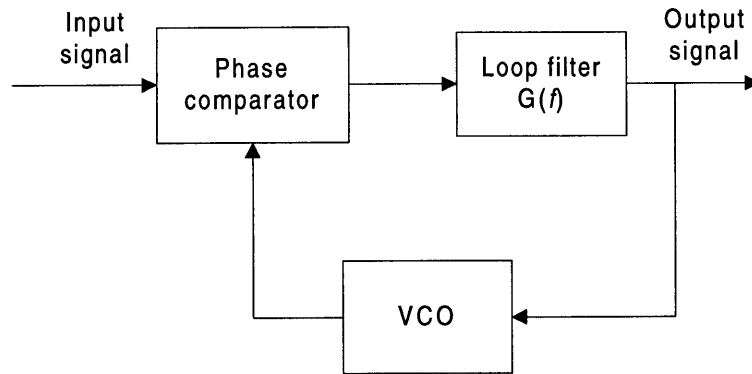 Input
signal
Phase
comparator
Loop filter
G(f)
Output
signal
VCO